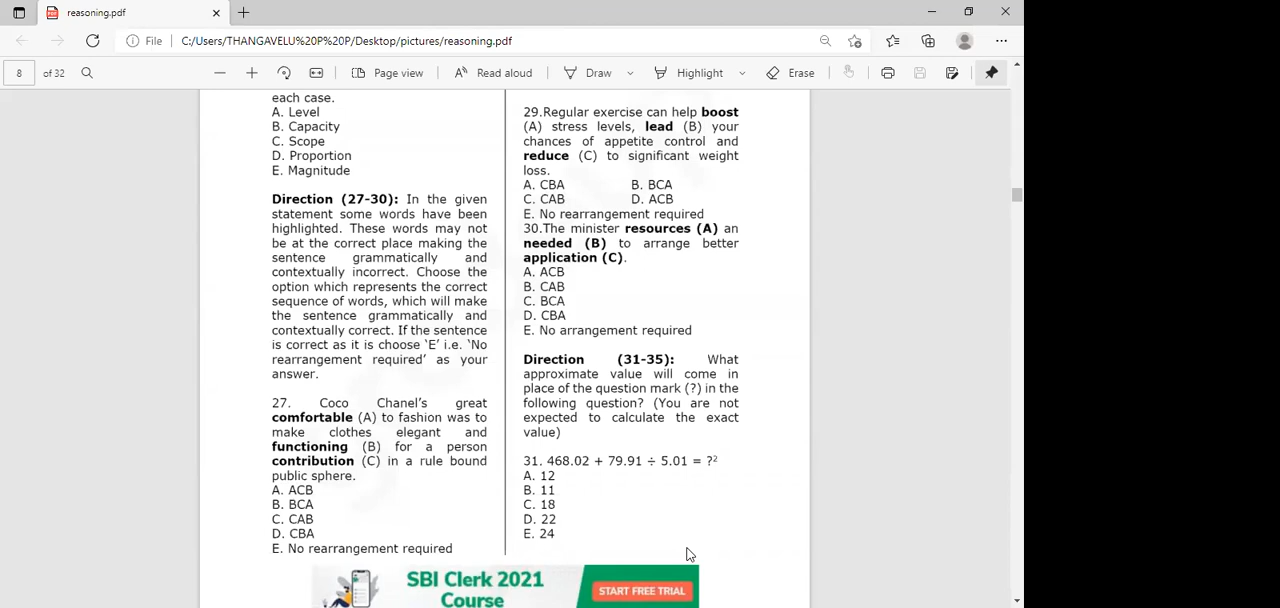 reasoning.pdf
File C:/Users/THANGAVELU%20P%20P/Desktop/pictures/reasoning.pdf
8 of 32 Page view Read aloud Draw Highlight Erase
each case.
A. Level
B. Capacity
C. Scope
D. Proportion
E. Magnitude
Direction (27-30): In the given
statement some words have been
highlighted. These words may not
be at the correct place making the
sentence grammatically and
contextually incorrect. Choose the
option which represents the correct
sequence of words, which will make
the sentence grammatically and
contextually correct. If the sentence
is correct as it is choose ‘E’ i.e. ‘No
rearrangement required’ as your
answer.
27. Coco Chanel’s great
comfortable (A) to fashion was to
make clothes elegant and
functioning (B) for a person
contribution (C) in a rule bound
public sphere.
A. ACB
B. BCA
C. CAB
D. CBA
E. No rearrangement required
29.Regular exercise can help boost
(A) stress levels, lead (B) your
chances of appetite control and
reduce (C) to significant weight
loss.
A. CBA B. BCA
C. CAB D. ACB
E. No rearrangement required
30.The minister resources (A) an
needed (B) to arrange better
application (C).
A. ACB
B. CAB
C. BCA
D. CBA
E. No arrangement required
Direction (31-35): What
approximate value will come in
place of the question mark (?) in the
following question? (You are not
expected to calculate the exact
value)
31. 468.02 + 79.91 ÷ 5.01 = ?²
A. 12
B. 11
C. 18
D. 22
E. 24
SBI Clerk 2021
Course
START FREE TRIAL